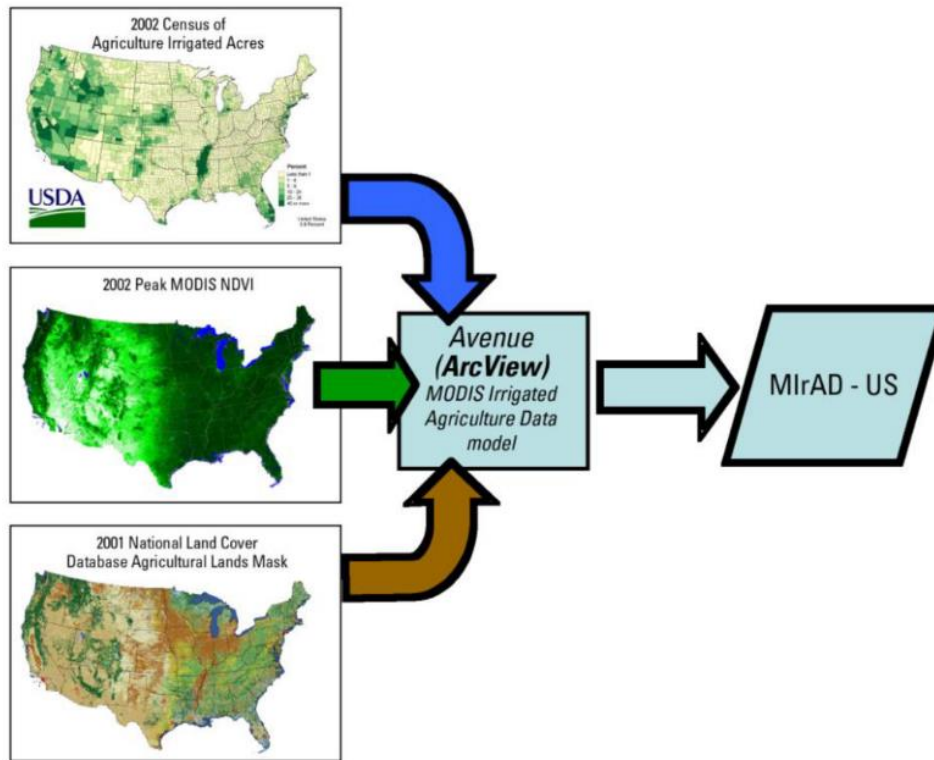 2002 Census of
Agriculture Irrigated Acres
Percent
USDA
2002 Peak MODIS NDVI
2001 National Land Cover
Database Agricultural Lands Mask
Avenue
(ArcView)
MODIS Irrigated
Agriculture Data
model
MIrAD - US